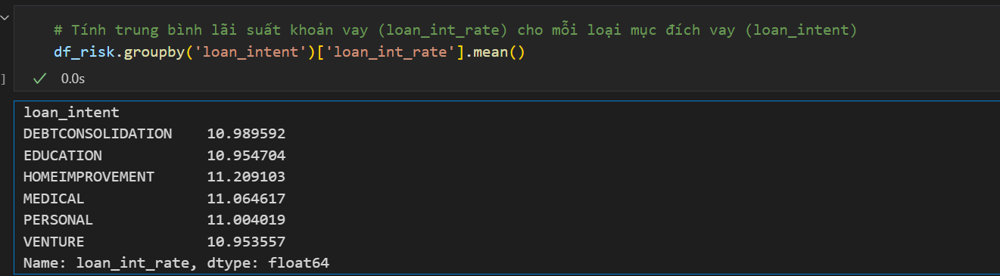 # Tính trung bình lãi suất khoản vay (loan_int_rate) cho mỗi loại mục đích vay (loan_intent)
df_risk.groupby('loan_intent')['loan_int_rate'].mean()
]
0.0s
loan_intent
DEBTCONSOLIDATION    10.989592
EDUCATION            10.954704
HOMEIMPROVEMENT      11.209103
MEDICAL              11.064617
PERSONAL             11.004019
VENTURE              10.953557
Name: loan_int_rate, dtype: float64